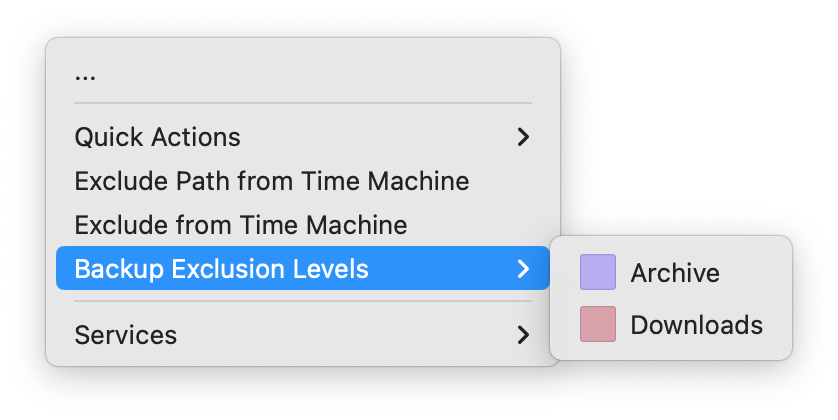 ...
Quick Actions
Exclude Path from Time Machine
Exclude from Time Machine
Backup Exclusion Levels
Archive
Downloads
Services